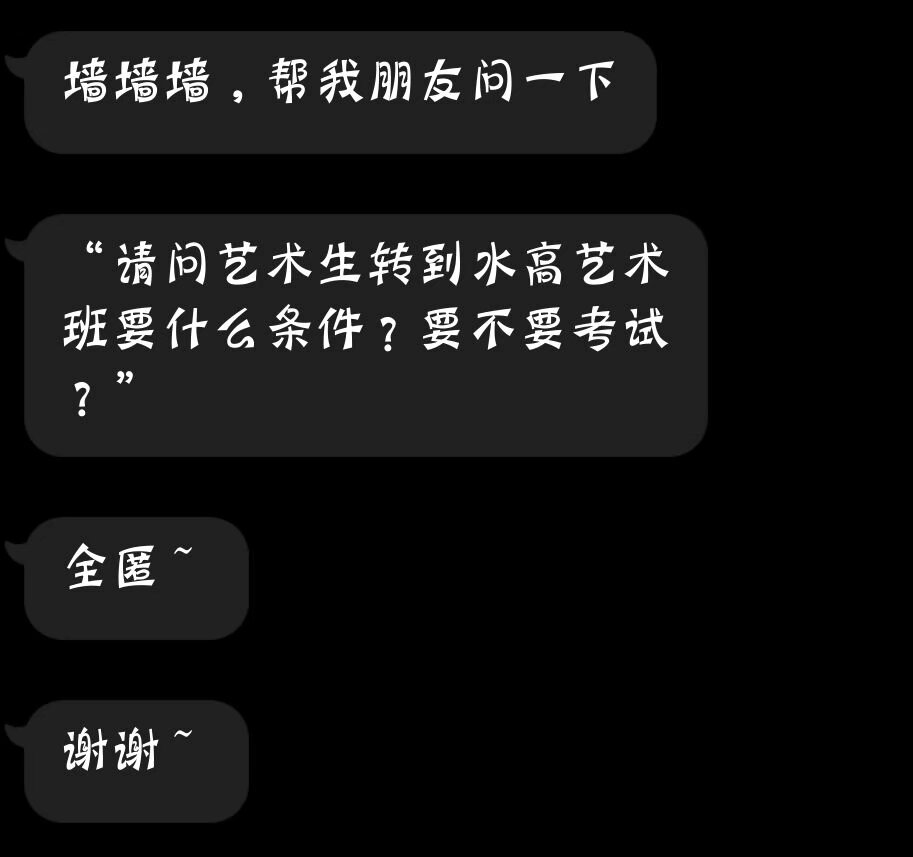 墙墙墙，帮我朋友问一下
“请问艺术生转到水高艺术
班要什么条件？要不要考试
？”
全匿~
谢谢~